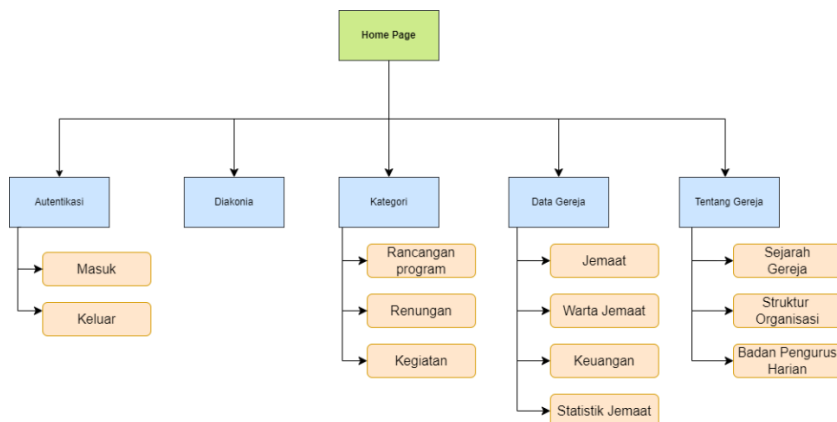 Home Page
Autentikasi
Diakonia
Kategori
Data Gereja
Tentang Gereja
Masuk
Keluar
Rancangan
program
Renungan
Kegiatan
Jemaat
Warta Jemaat
Keuangan
Statistik Jemaat
Sejarah
Gereja
Struktur
Organisasi
Badan Pengurus
Harian